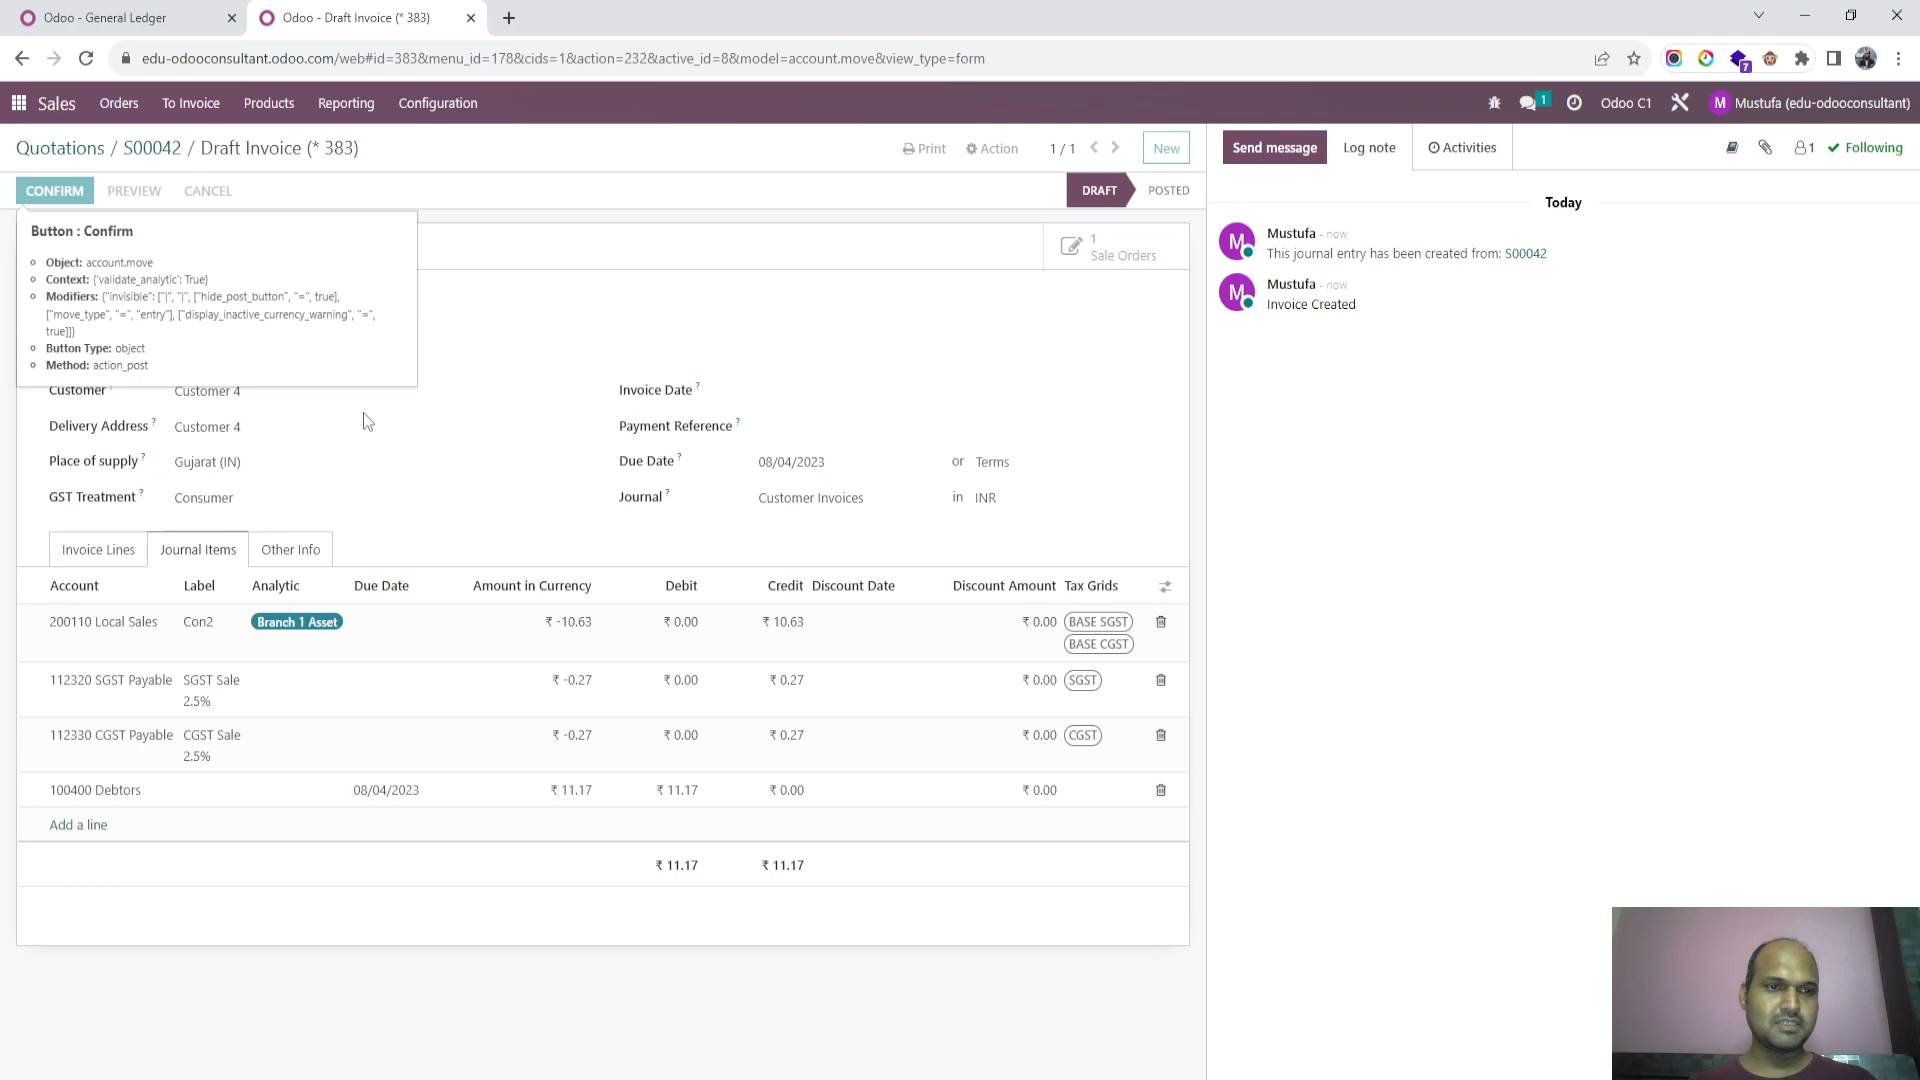 Odoo - General Ledger
Odoo - Draft Invoice (* 383)
edu-odooconsultant.odoo.com/web#id=383&menu_id=178&cids=1&action=232&active_id=8&model=account.move&view_type=form
7
Sales Orders To Invoice Products Reporting Configuration
1 Odoo C1 M Mustufa (edu-odooconsultant)
Quotations / S00042 / Draft Invoice (* 383)
Print Action 1 / 1 New
Send message Log note Activities 1 Following
CONFIRM PREVIEW CANCEL
DRAFT POSTED
Button : Confirm
Object: account.move
Context: {'validate_analytic': True}
Modifiers: {"invisible": ["|", "|", ["hide_post_button", "=", true],
["move_type", "=", "entry"], ["display_inactive_currency_warning", "=",
true]]}
Button Type: object
Method: action_post
1
Sale Orders
Customer Customer 4
Delivery Address ? Customer 4
Place of supply ? Gujarat (IN)
GST Treatment ? Consumer
Invoice Date ?
Payment Reference ?
Due Date ? 08/04/2023 or Terms
Journal ? Customer Invoices in INR
Invoice Lines Journal Items Other Info
Account Label Analytic Due Date Amount in Currency Debit Credit Discount Date Discount Amount Tax Grids
200110 Local Sales Con2 Branch 1 Asset ₹ -10.63 ₹ 0.00 ₹ 10.63 ₹ 0.00 BASE SGST
BASE CGST
112320 SGST Payable SGST Sale ₹ -0.27 ₹ 0.00 ₹ 0.27 ₹ 0.00 SGST
2.5%
112330 CGST Payable CGST Sale ₹ -0.27 ₹ 0.00 ₹ 0.27 ₹ 0.00 CGST
2.5%
100400 Debtors 08/04/2023 ₹ 11.17 ₹ 11.17 ₹ 0.00 ₹ 0.00
Add a line
₹ 11.17 ₹ 11.17
Today
M Mustufa - now
This journal entry has been created from: S00042
M Mustufa - now
Invoice Created